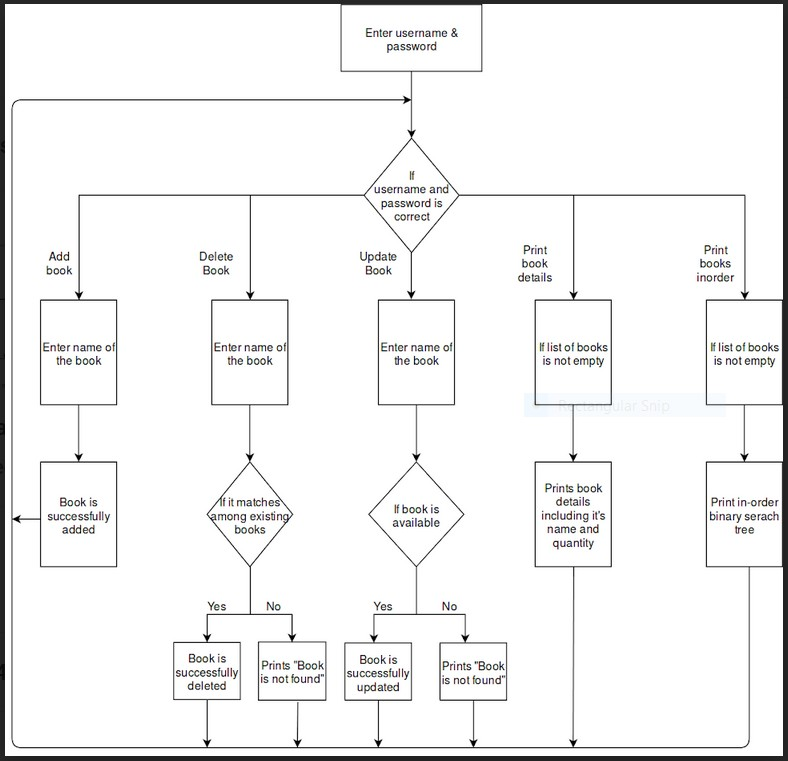 Enter username &
password
If
username and
password is
correct
Add
book
Delete
Book
Update
Book
Print
book
details
Print
books
inorder
Enter name of
the book
Enter name of
the book
Enter name of
the book
If list of books
is not empty
If list of books
is not empty
Rectangular Snip
Book is
successfully
added
If it matches
among existing
books
If book is
available
Prints book
details
including it's
name and
quantity
Print in-order
binary serach
tree
Yes
No
Yes
No
Book is
successfully
deleted
Prints "Book
is not found"
Book is
successfully
updated
Prints "Book
is not found"